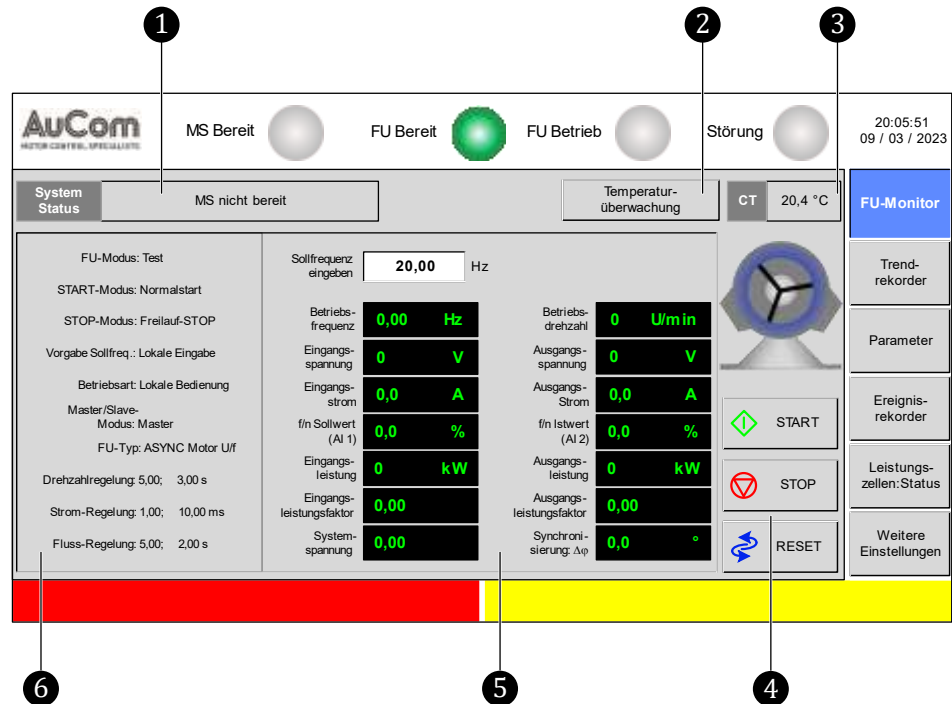 1
2
3
AuCom
MOTOR CONTROL SPECIALISTS
MS Bereit
FU Bereit
FU Betrieb
Störung
20:05:51
09 / 03 / 2023
System
Status
MS nicht bereit
Temperatur-
überwachung
CT
20,4 °C
FU-Monitor
FU-Modus: Test
START-Modus: Normalstart
STOP-Modus: Freilauf-STOP
Vorgabe Sollfreq.: Lokale Eingabe
Betriebsart: Lokale Bedienung
Master/Slave-
Modus: Master
FU-Typ: ASYNC Motor U/f
Drehzahlregelung: 5,00; 3,00 s
Strom-Regelung: 1,00; 10,00 ms
Fluss-Regelung: 5,00; 2,00 s
Sollfrequenz
eingeben
20,00 Hz
Betriebs-
frequenz
0,00 Hz
Eingangs-
spannung
0 V
Eingangs-
strom
0,0 A
f/n Sollwert
(AI 1)
0,0 %
Eingangs-
leistung
0 kW
Eingangs-
leistungsfaktor
0,00
System-
spannung
0,00
Betriebs-
drehzahl
0 U/min
Ausgangs-
spannung
0 V
Ausgangs-
Strom
0,0 A
f/n Istwert
(AI 2)
0,0 %
Ausgangs-
leistung
0 kW
Ausgangs-
leistungsfaktor
0,00
Synchroni-
sierung: Δφ
0,0 °
START
STOP
RESET
Trend-
rekorder
Parameter
Ereignis-
rekorder
Leistungs-
zellen:Status
Weitere
Einstellungen
6
5
4